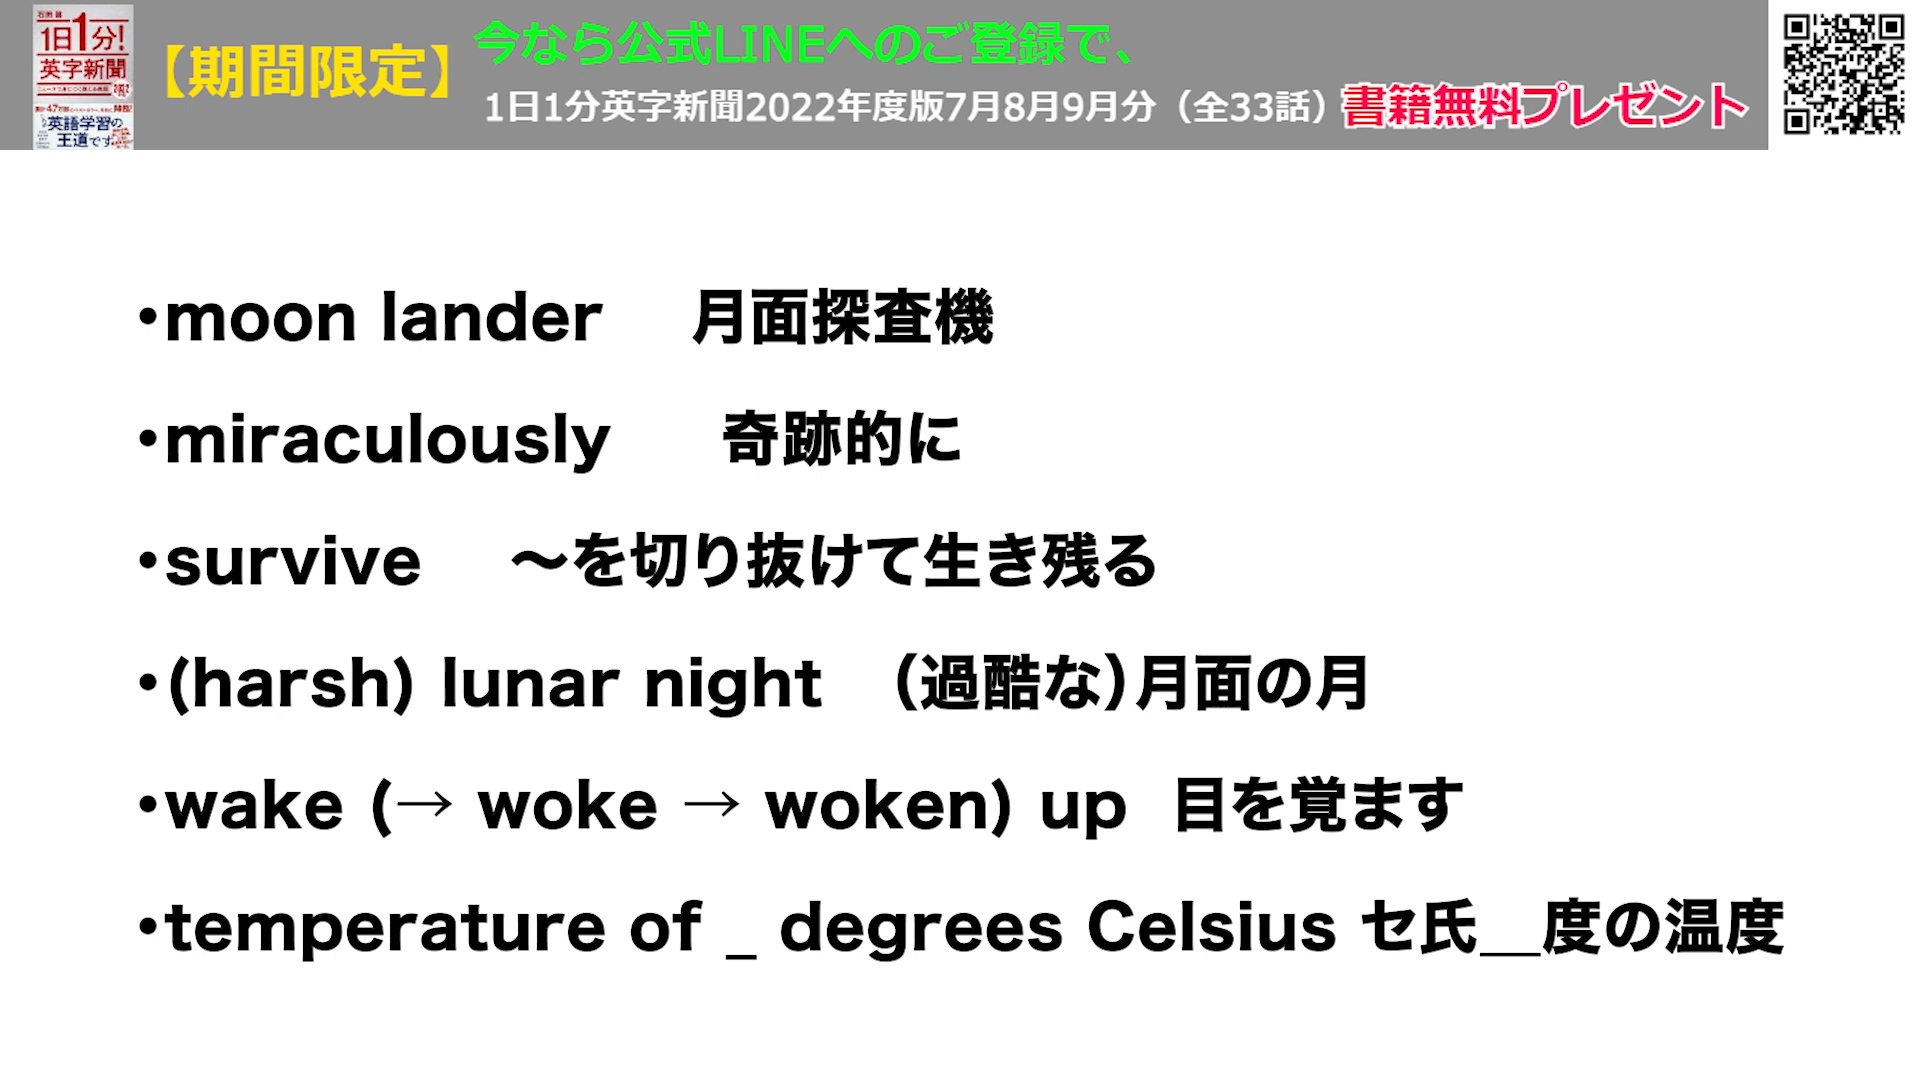 石田 健
1日1分!
英字新聞
2022
英語学習の
王道です。
【期間限定】
今なら公式LINEへのご登録で、
1日1分英字新聞2022年度版7月8月9月分（全33話）書籍無料プレゼント
・moon lander 月面探査機
・miraculously 奇跡的に
・survive ～を切り抜けて生き残る
・(harsh) lunar night （過酷な）月面の月
・wake (→ woke → woken) up 目を覚ます
・temperature of _ degrees Celsius セ氏__度の温度